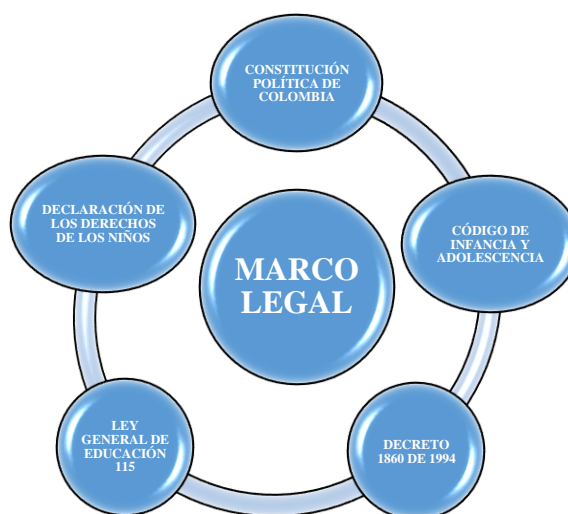 CONSTITUCIÓN
POLÍTICA DE
COLOMBIA
DECLARACIÓN DE
LOS DERECHOS
DE LOS NIÑOS
CÓDIGO DE
INFANCIA Y
ADOLESCENCIA
MARCO
LEGAL
LEY
GENERAL DE
EDUCACIÓN
115
DECRETO
1860 DE 1994